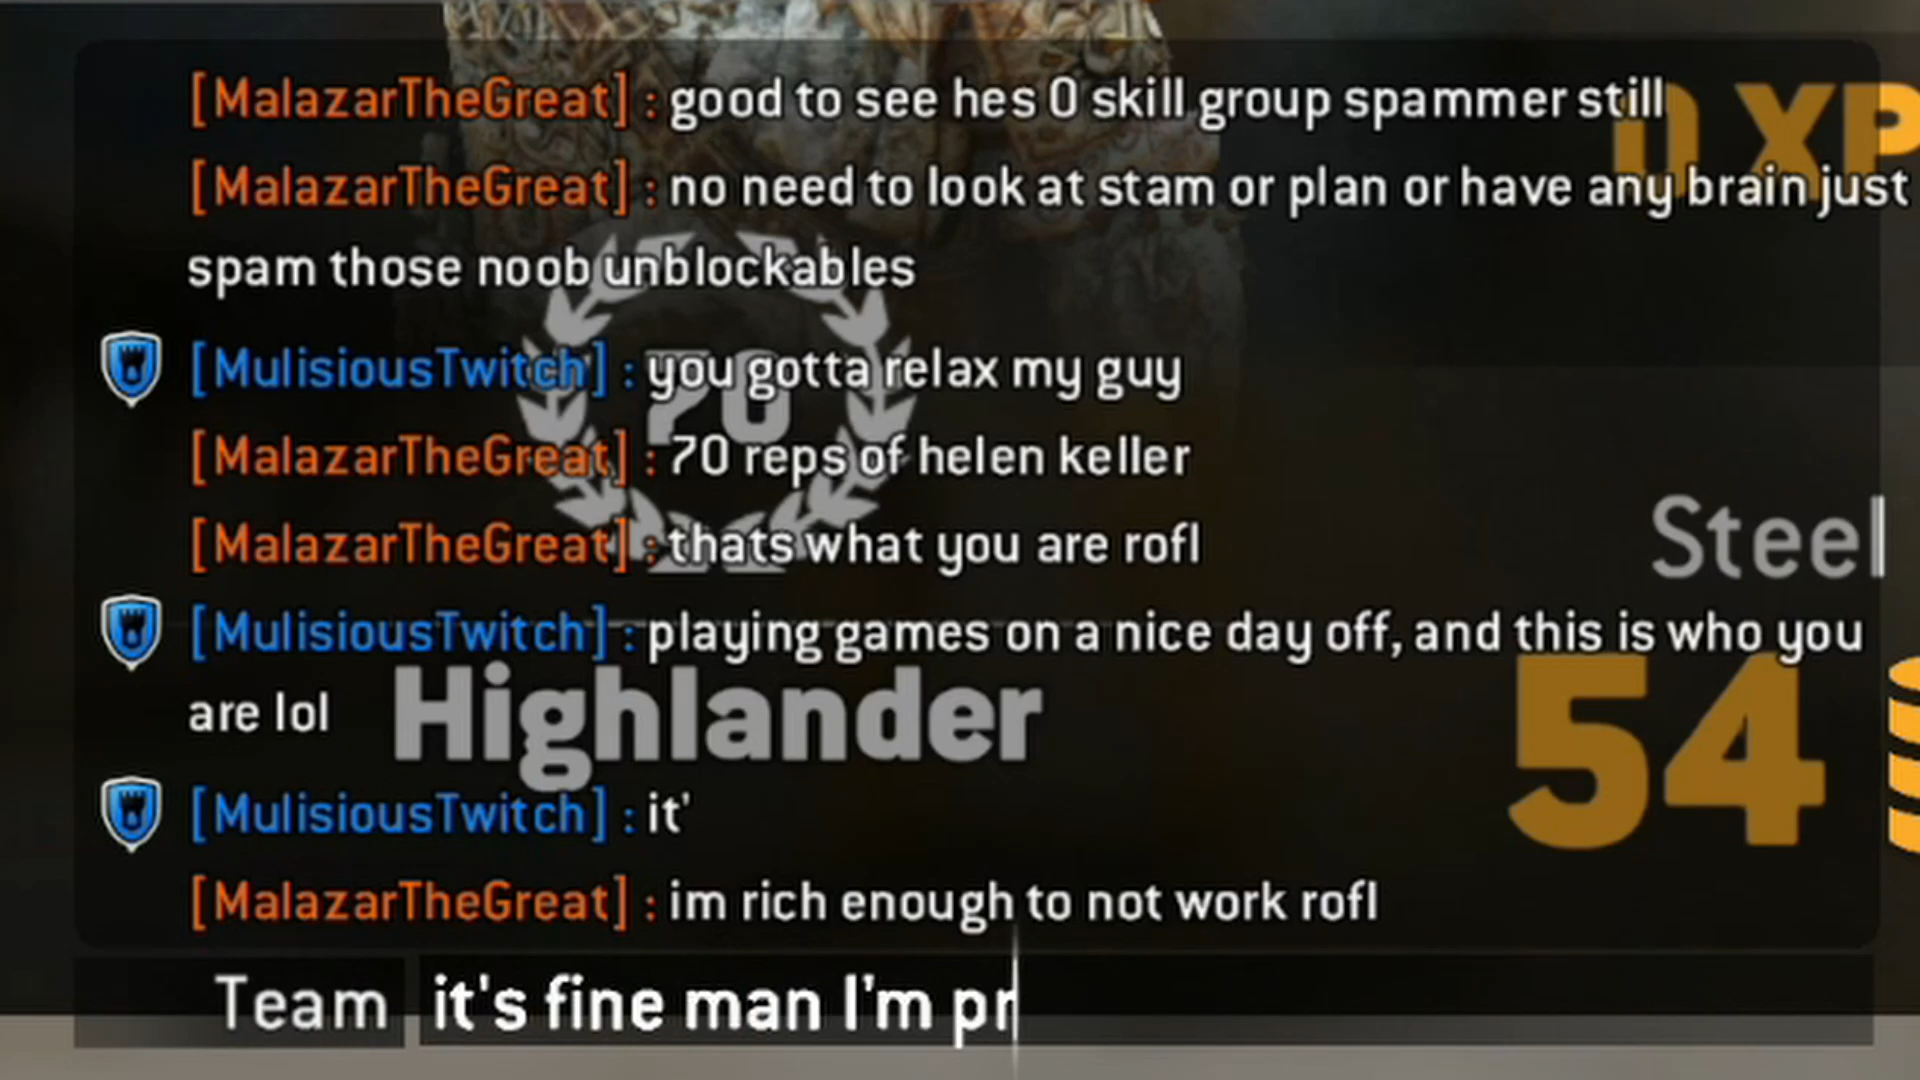 [MalazarTheGreat] : good to see hes 0 skill group spammer still
0 XP
[MalazarTheGreat] : no need to look at stam or plan or have any brain just
spam those noob unblockables
[MulisiousTwitch] : you gotta relax my guy
70
[MalazarTheGreat] : 70 reps of helen keller
[MalazarTheGreat] : thats what you are rofl
Steel
[MulisiousTwitch] : playing games on a nice day off, and this is who you
are lol
Highlander
54
[MulisiousTwitch] : it'
[MalazarTheGreat] : im rich enough to not work rofl
Team it's fine man I'm pr